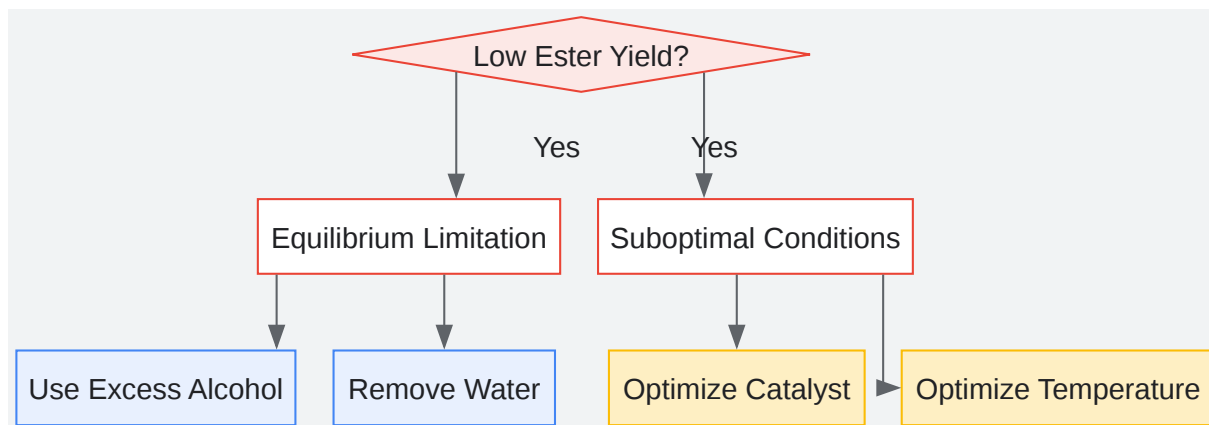 Low Ester Yield?
Yes
Yes
Equilibrium Limitation
Suboptimal Conditions
Use Excess Alcohol
Remove Water
Optimize Catalyst
Optimize Temperature